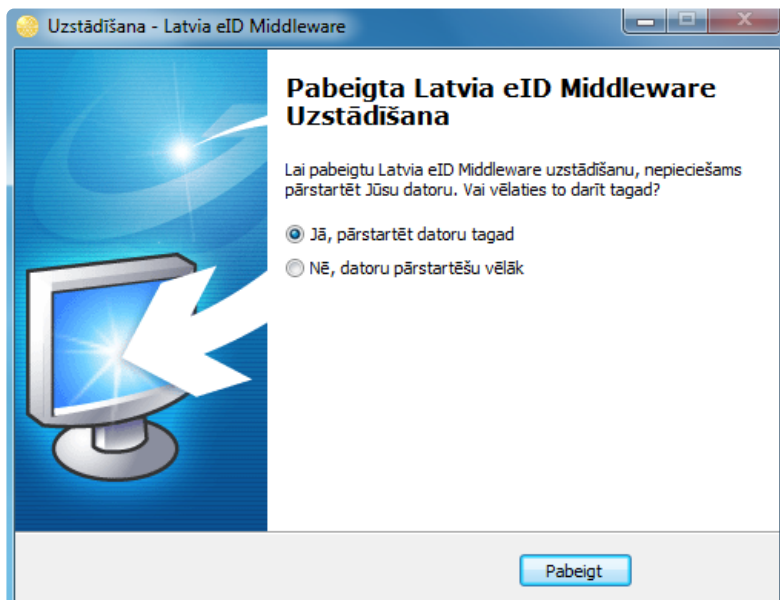 Uzstādīšana - Latvia eID Middleware
Pabeigta Latvia eID Middleware
Uzstādīšana
Lai pabeigtu Latvia eID Middleware uzstādīšanu, nepieciešams
pārstartēt Jūsu datoru. Vai vēlaties to darīt tagad?
Jā, pārstartēt datoru tagad
Nē, datoru pārstartēšu vēlāk
Pabeigt